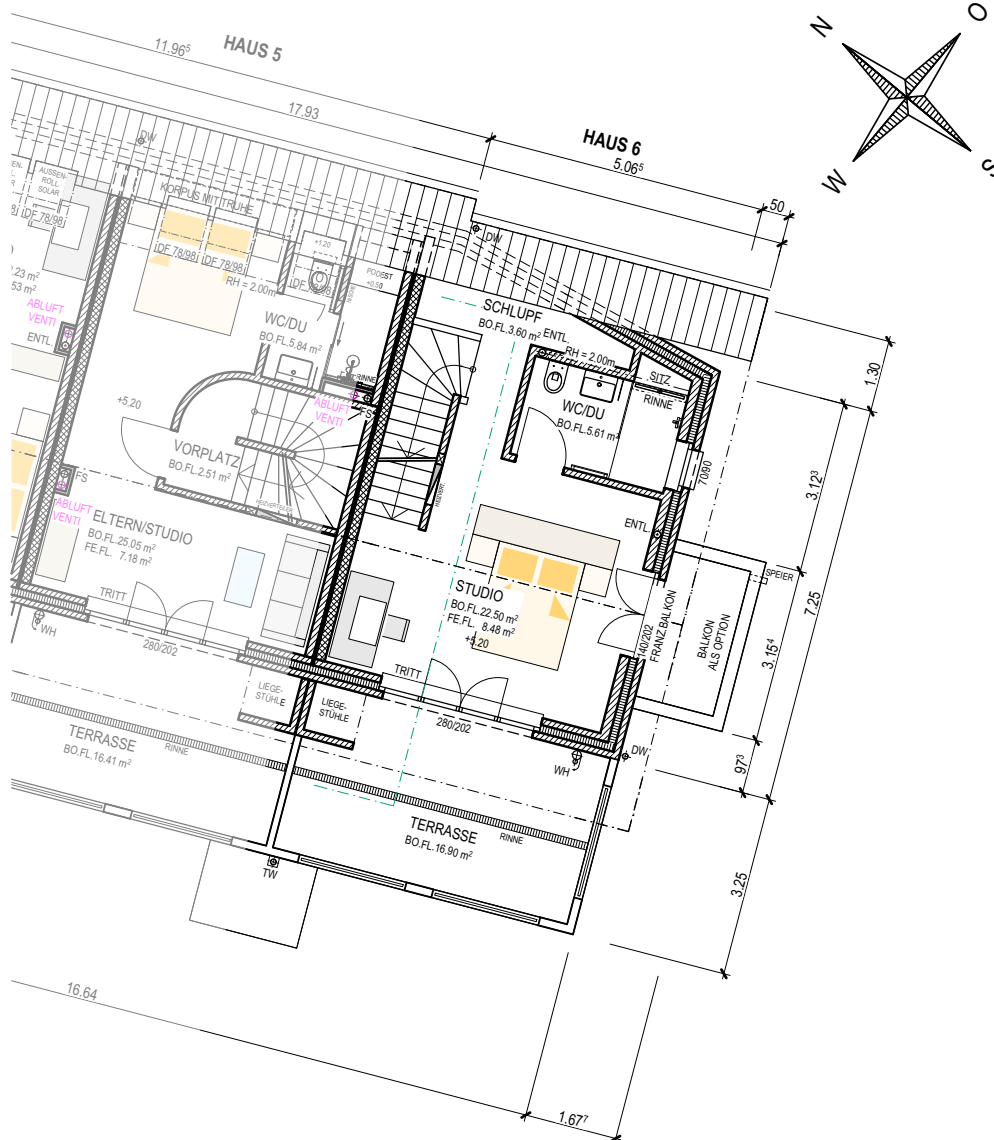 11.96⁵
HAUS 5
17.93
HAUS 6
5.06⁵
50
N
O
W
S
DW
AUSSEN-
ROLL
SOLAR
KORPUS MIT TRUHE
DF 78/98
DF 78/98
DF 78/98
RH = 2.00m
+1.20
PODEST
+0.50
.23 m²
.53 m²
ABLUFT
VENTI
ENTL.
WC/DU
BO.FL.5.84 m²
RINNE
ABLUFT
VENTI
FS
+5.20
VORPLATZ
BO.FL.2.51 m²
HEIZVERTEILER
FS
ABLUFT
VENTI
ELTERN/STUDIO
BO.FL.25.05 m²
FE.FL. 7.18 m²
TRITT
280/202
WH
LIEGE-
STÜHLE
TERRASSE
BO.FL.16.41 m²
RINNE
TW
16.64
DW
SCHLUPF
BO.FL.3.60 m²
ENTL.
RH = 2.00m
SITZ
RINNE
WC/DU
BO.FL.5.61 m²
70/90
ENTL.
STUDIO
BO.FL.22.50 m²
FE.FL. 8.48 m²
+5.20
140/202
FRANZ.BALKON
BALKON
ALS OPTION
SPEIER
TRITT
280/202
LIEGE-
STÜHLE
WH
DW
TERRASSE
BO.FL.16.90 m²
RINNE
1.30
3.12³
7.25
3.15⁴
97³
3.25
1.67⁷